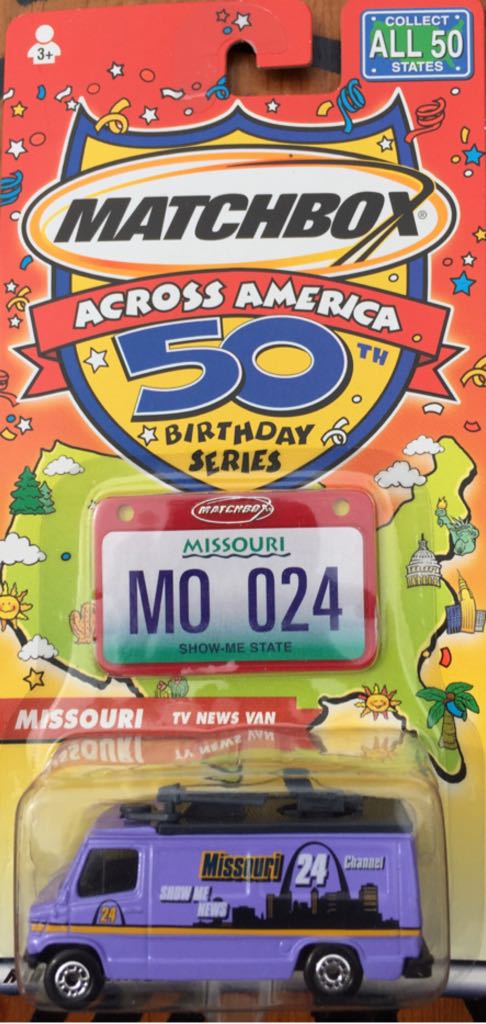 3+
COLLECT
ALL 50
STATES
MATCHBOX®
ACROSS AMERICA
50TH
BIRTHDAY
SERIES
MATCHBOX
MISSOURI
MO 024
SHOW-ME STATE
MISSOURI TV NEWS VAN
Missouri 24 Channel
SHOW ME
NEWS
24